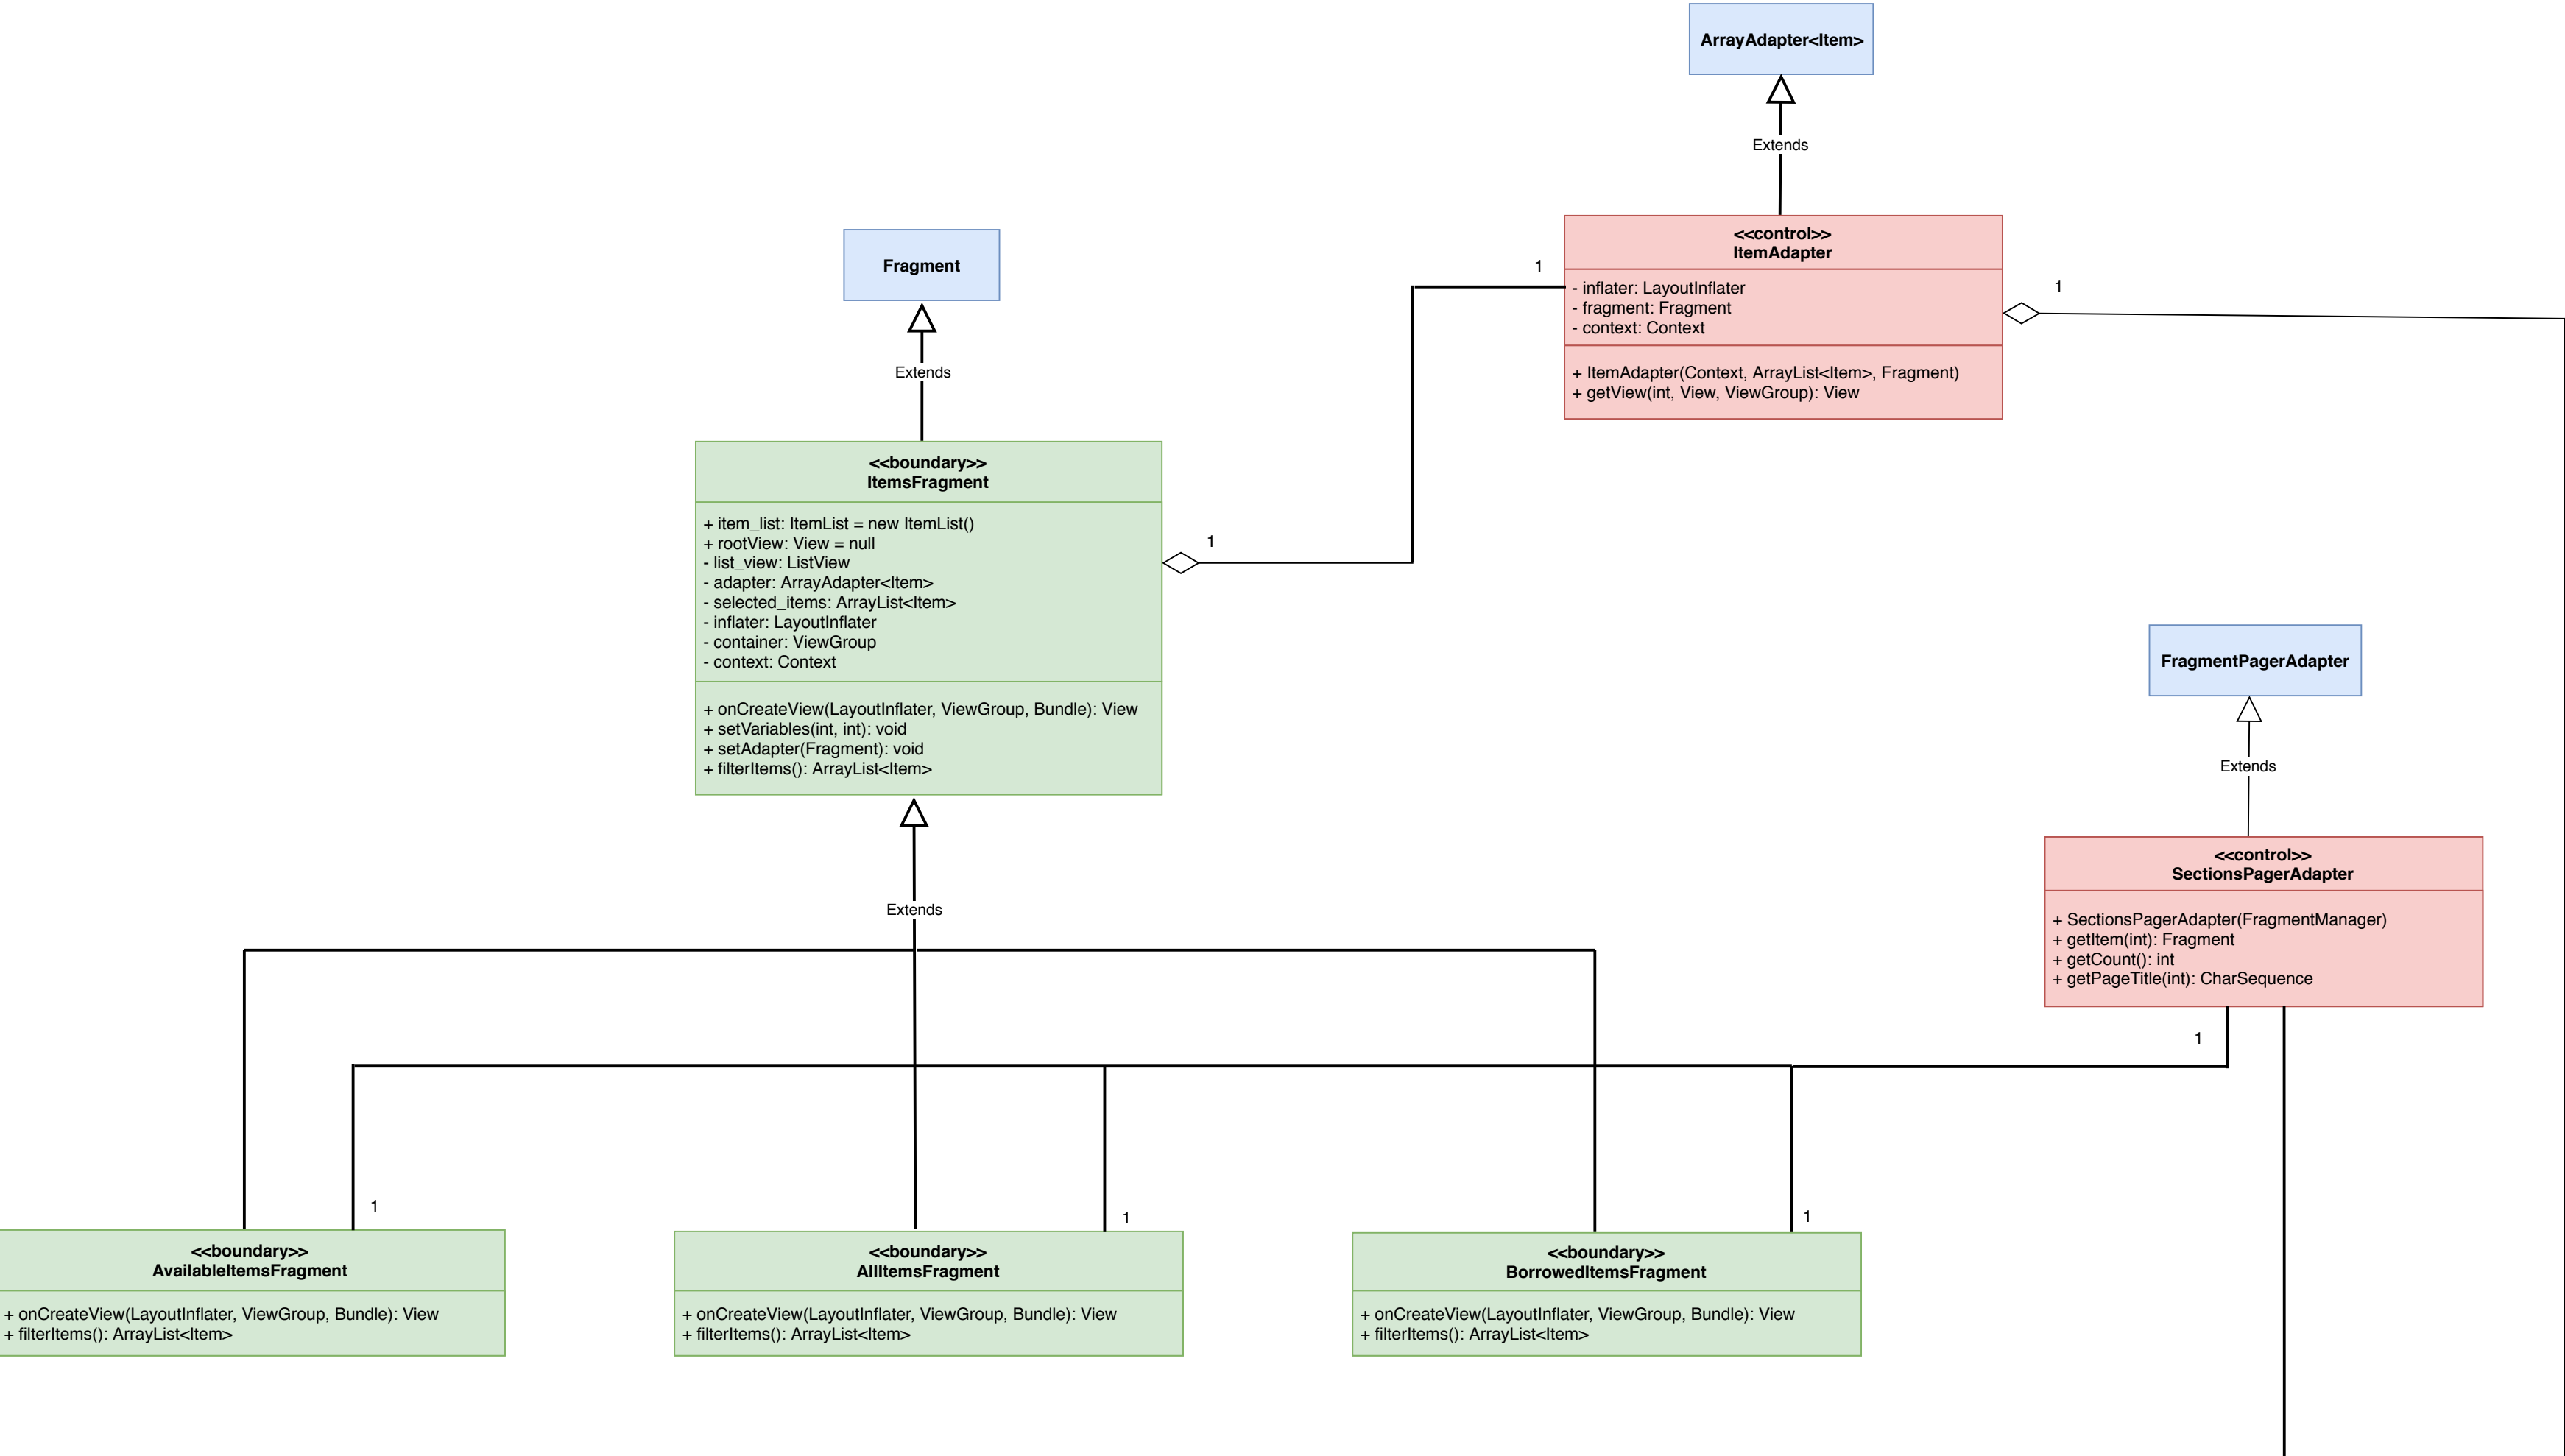 ArrayAdapter<Item>
Extends
<<control>>
ItemAdapter
- inflater: LayoutInflater
- fragment: Fragment
- context: Context
+ ItemAdapter(Context, ArrayList<Item>, Fragment)
+ getView(int, View, ViewGroup): View
1
1
Fragment
Extends
<<boundary>>
ItemsFragment
+ item_list: ItemList = new ItemList()
+ rootView: View = null
- list_view: ListView
- adapter: ArrayAdapter<Item>
- selected_items: ArrayList<Item>
- inflater: LayoutInflater
- container: ViewGroup
- context: Context
+ onCreateView(LayoutInflater, ViewGroup, Bundle): View
+ setVariables(int, int): void
+ setAdapter(Fragment): void
+ filterItems(): ArrayList<Item>
1
Extends
FragmentPagerAdapter
Extends
<<control>>
SectionsPagerAdapter
+ SectionsPagerAdapter(FragmentManager)
+ getItem(int): Fragment
+ getCount(): int
+ getPageTitle(int): CharSequence
1
1
<<boundary>>
AvailableItemsFragment
+ onCreateView(LayoutInflater, ViewGroup, Bundle): View
+ filterItems(): ArrayList<Item>
1
<<boundary>>
AllItemsFragment
+ onCreateView(LayoutInflater, ViewGroup, Bundle): View
+ filterItems(): ArrayList<Item>
1
<<boundary>>
BorrowedItemsFragment
+ onCreateView(LayoutInflater, ViewGroup, Bundle): View
+ filterItems(): ArrayList<Item>